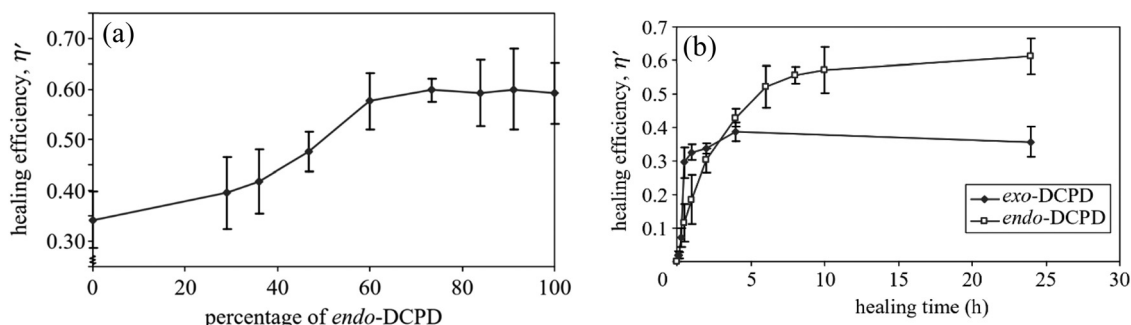 (a)
0.70
0.60
0.50
0.40
0.30
healing efficiency, η′
0 20 40 60 80 100
percentage of endo-DCPD
(b)
0.7
0.6
0.5
0.4
0.3
0.2
0.1
0
healing efficiency, η′
exo-DCPD
endo-DCPD
0 5 10 15 20 25 30
healing time (h)